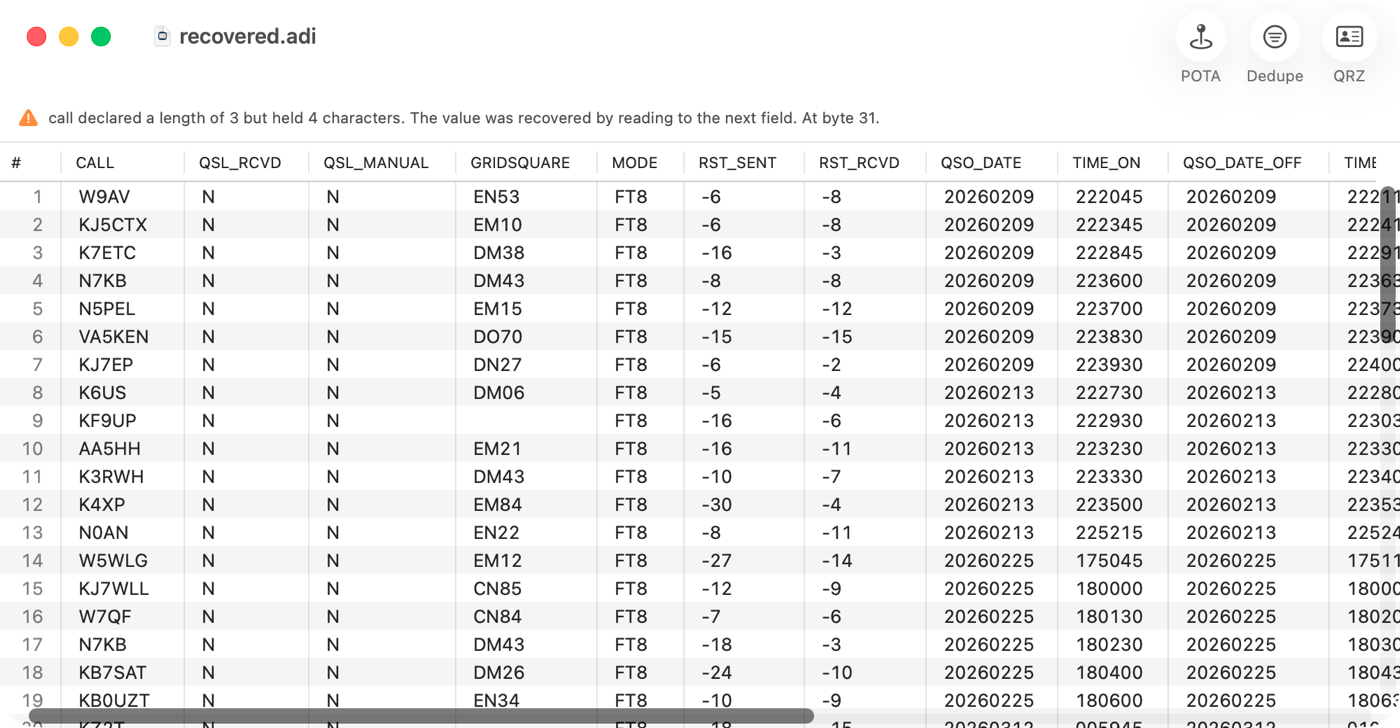 recovered.adi
POTA Dedupe QRZ
call declared a length of 3 but held 4 characters. The value was recovered by reading to the next field. At byte 31.
# CALL QSL_RCVD QSL_MANUAL GRIDSQUARE MODE RST_SENT RST_RCVD QSO_DATE TIME_ON QSO_DATE_OFF
1 W9AV N N EN53 FT8 -6 -8 20260209 222045 20260209
2 KJ5CTX N N EM10 FT8 -6 -8 20260209 222345 20260209
3 K7ETC N N DM38 FT8 -16 -3 20260209 222845 20260209
4 N7KB N N DM43 FT8 -8 -8 20260209 223600 20260209
5 N5PEL N N EM15 FT8 -12 -12 20260209 223700 20260209
6 VA5KEN N N DO70 FT8 -15 -15 20260209 223830 20260209
7 KJ7EP N N DN27 FT8 -6 -2 20260209 223930 20260209
8 K6US N N DM06 FT8 -5 -4 20260213 222730 20260213
9 KF9UP N N FT8 -16 -6 20260213 222930 20260213
10 AA5HH N N EM21 FT8 -16 -11 20260213 223230 20260213
11 K3RWH N N DM43 FT8 -10 -7 20260213 223330 20260213
12 K4XP N N EM84 FT8 -30 -4 20260213 223500 20260213
13 N0AN N N EN22 FT8 -8 -11 20260213 225215 20260213
14 W5WLG N N EM12 FT8 -27 -14 20260225 175045 20260225
15 KJ7WLL N N CN85 FT8 -12 -9 20260225 180000 20260225
16 W7QF N N CN84 FT8 -7 -6 20260225 180130 20260225
17 N7KB N N DM43 FT8 -18 -3 20260225 180230 20260225
18 KB7SAT N N DM26 FT8 -24 -10 20260225 180400 20260225
19 KB0UZT N N EN34 FT8 -10 -9 20260225 180600 20260225